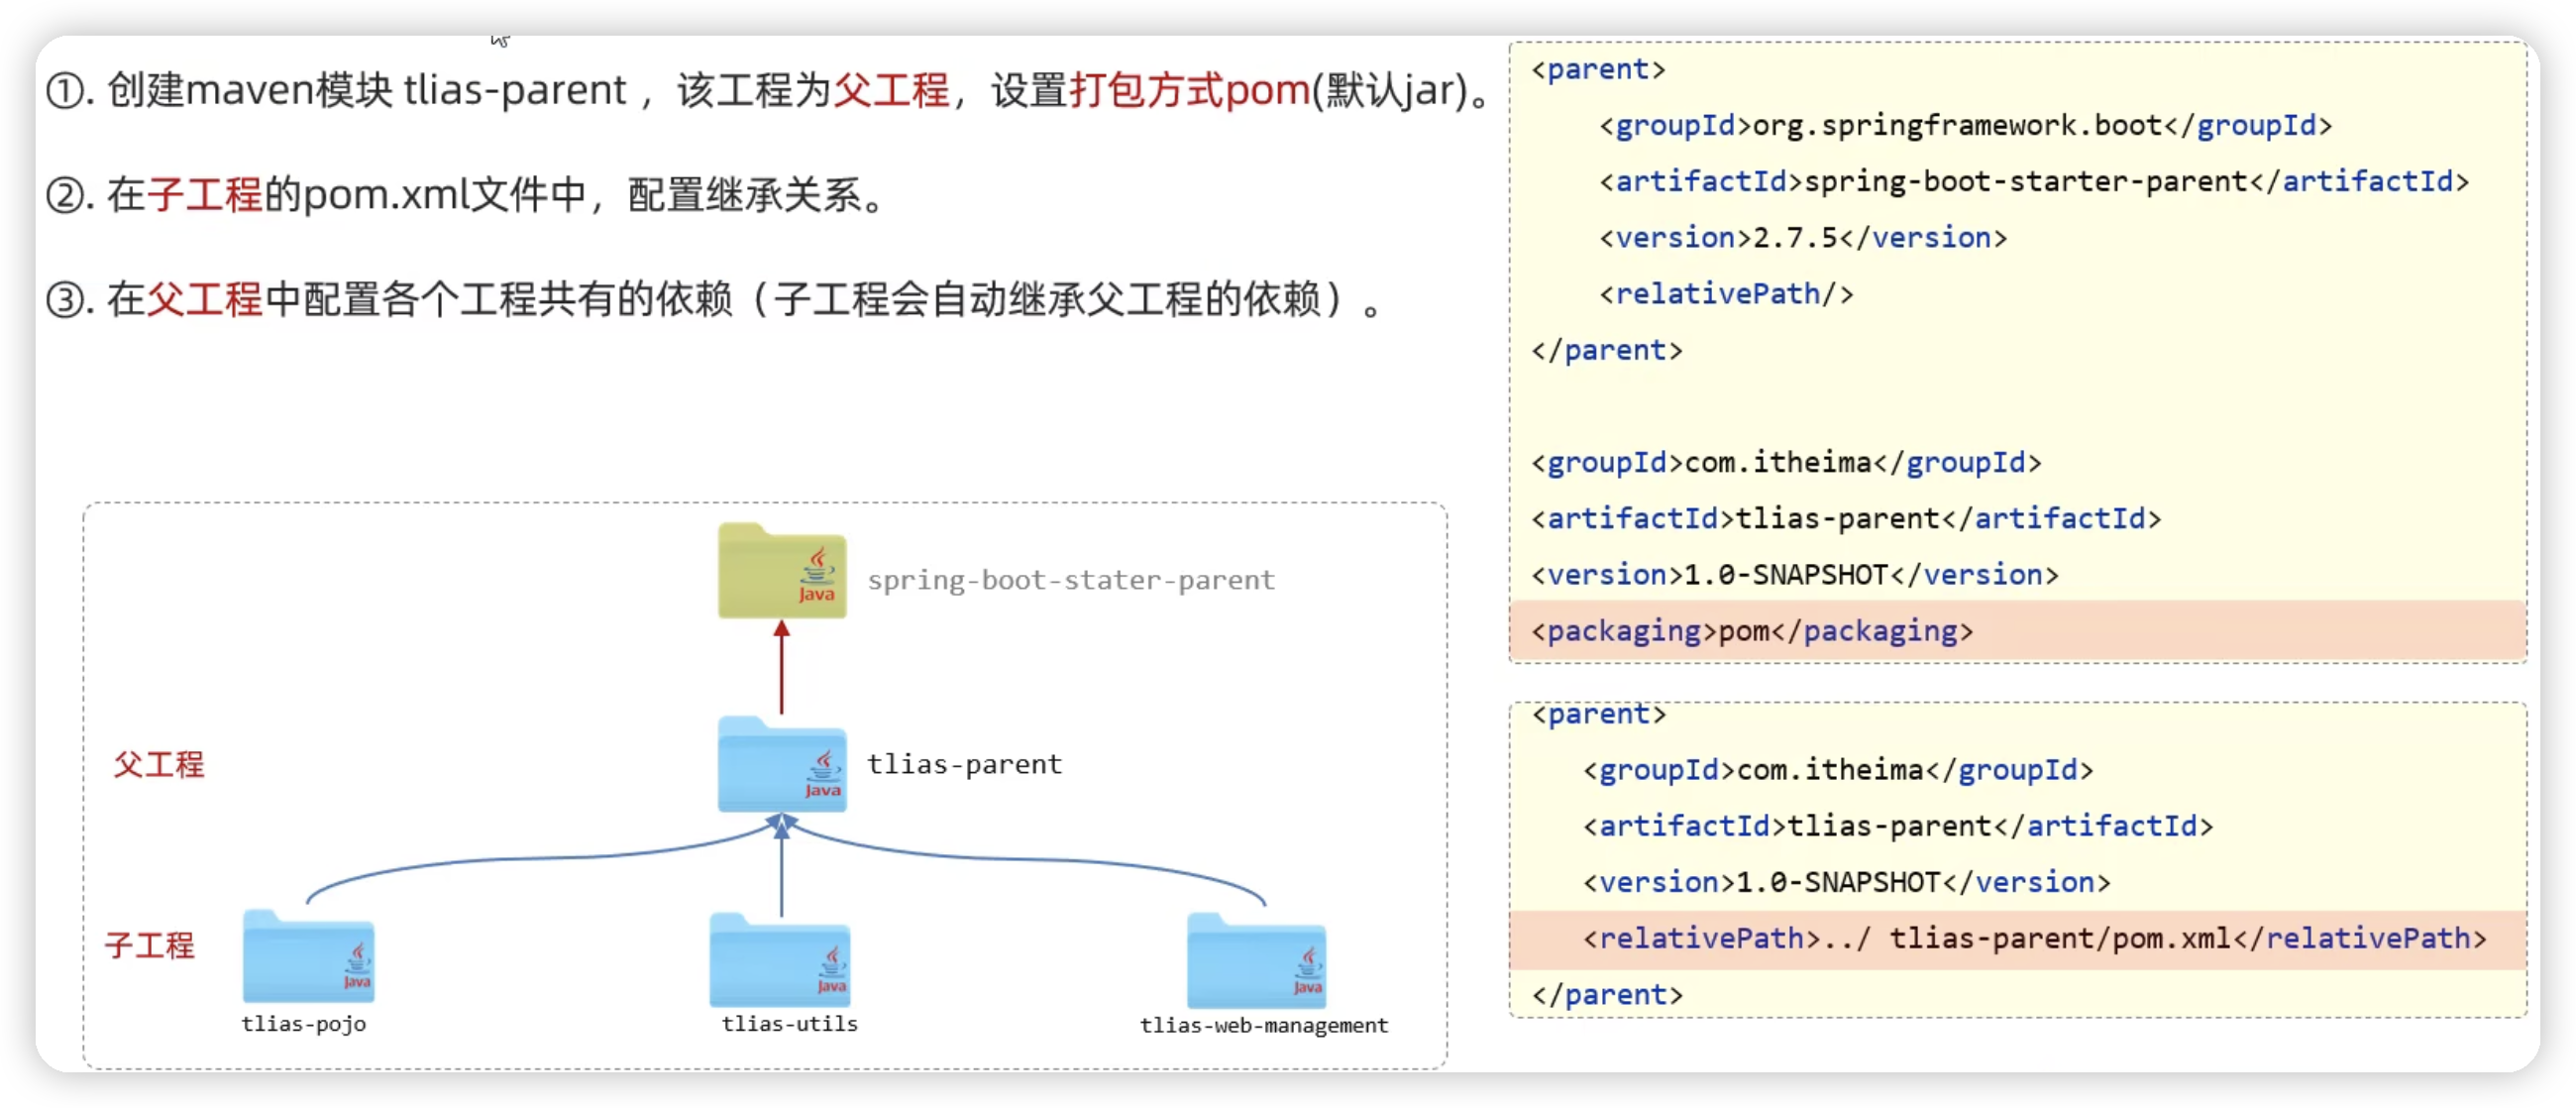 ①. 创建maven模块 tlias-parent ，该工程为父工程，设置打包方式pom(默认jar)。
②. 在子工程的pom.xml文件中，配置继承关系。
③. 在父工程中配置各个工程共有的依赖（子工程会自动继承父工程的依赖）。
spring-boot-stater-parent
Java
父工程
tlias-parent
Java
子工程
Java
Java
Java
tlias-pojo
tlias-utils
tlias-web-management
<parent>
<groupId>org.springframework.boot</groupId>
<artifactId>spring-boot-starter-parent</artifactId>
<version>2.7.5</version>
<relativePath/>
</parent>
<groupId>com.itheima</groupId>
<artifactId>tlias-parent</artifactId>
<version>1.0-SNAPSHOT</version>
<packaging>pom</packaging>
<parent>
<groupId>com.itheima</groupId>
<artifactId>tlias-parent</artifactId>
<version>1.0-SNAPSHOT</version>
<relativePath>../ tlias-parent/pom.xml</relativePath>
</parent>